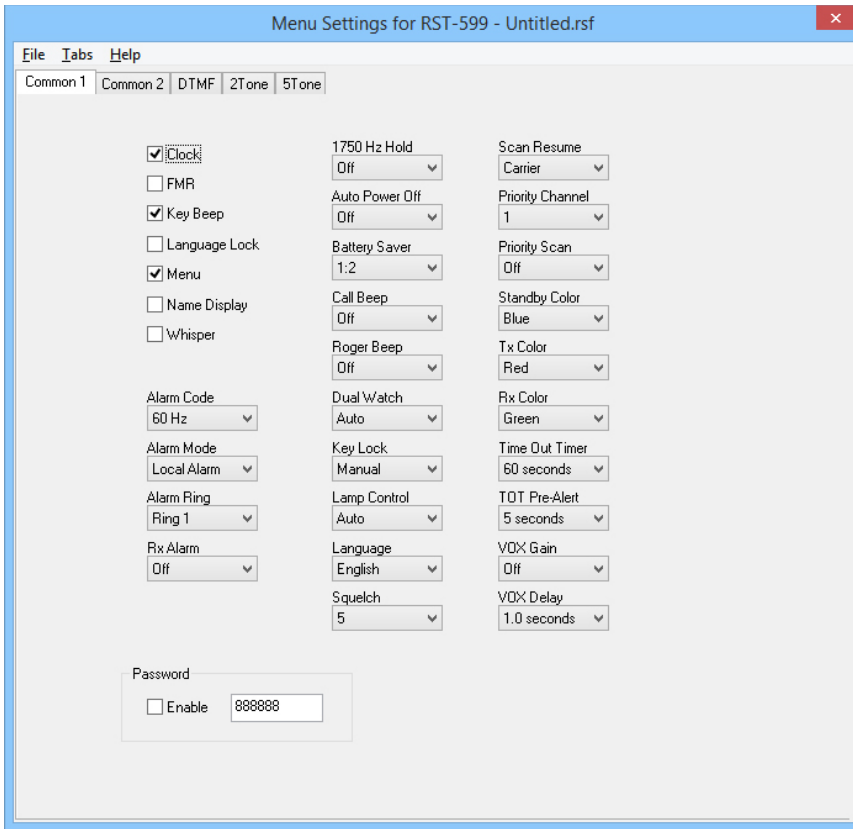 Menu Settings for RST-599 - Untitled.rsf
File Tabs Help
Common 1 Common 2 DTMF 2Tone 5Tone
Clock
FMR
Key Beep
Language Lock
Menu
Name Display
Whisper
Alarm Code
60 Hz
Alarm Mode
Local Alarm
Alarm Ring
Ring 1
Rx Alarm
Off
1750 Hz Hold
Off
Auto Power Off
Off
Battery Saver
1:2
Call Beep
Off
Roger Beep
Off
Dual Watch
Auto
Key Lock
Manual
Lamp Control
Auto
Language
English
Squelch
5
Scan Resume
Carrier
Priority Channel
1
Priority Scan
Off
Standby Color
Blue
Tx Color
Red
Rx Color
Green
Time Out Timer
60 seconds
TOT Pre-Alert
5 seconds
VOX Gain
Off
VOX Delay
1.0 seconds
Password
Enable 888888